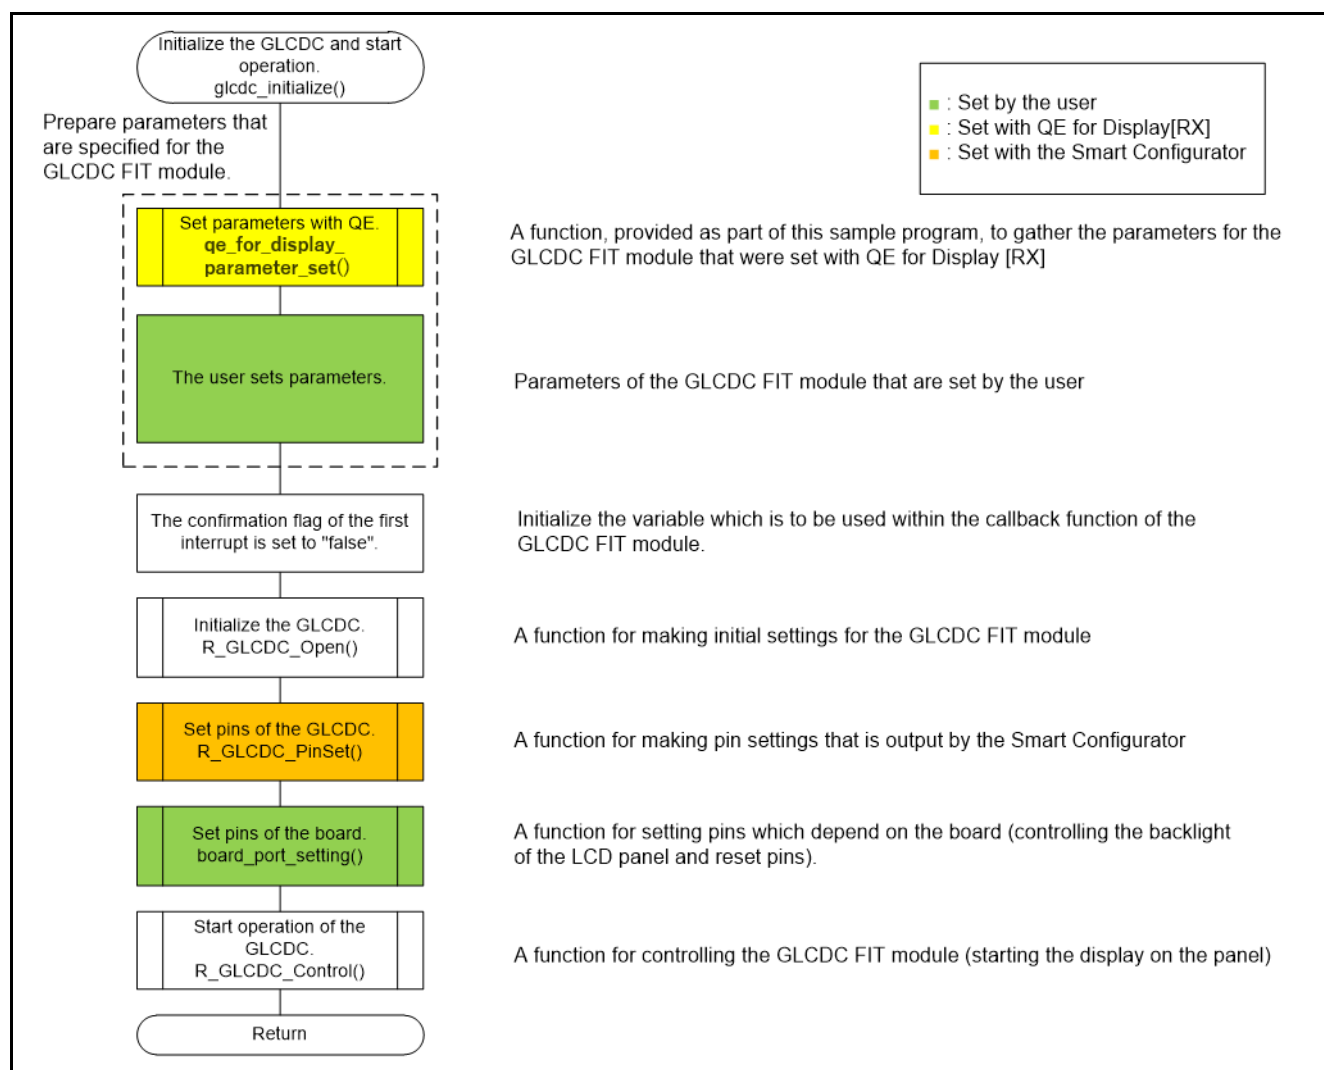 Initialize the GLCDC and start
operation.
glcdc_initialize()
Prepare parameters that
are specified for the
GLCDC FIT module.
: Set by the user
: Set with QE for Display[RX]
: Set with the Smart Configurator
Set parameters with QE.
qe_for_display_
parameter_set()
A function, provided as part of this sample program, to gather the parameters for the
GLCDC FIT module that were set with QE for Display [RX]
The user sets parameters.
Parameters of the GLCDC FIT module that are set by the user
The confirmation flag of the first
interrupt is set to "false".
Initialize the variable which is to be used within the callback function of the
GLCDC FIT module.
Initialize the GLCDC.
R_GLCDC_Open()
A function for making initial settings for the GLCDC FIT module
Set pins of the GLCDC.
R_GLCDC_PinSet()
A function for making pin settings that is output by the Smart Configurator
Set pins of the board.
board_port_setting()
A function for setting pins which depend on the board (controlling the backlight
of the LCD panel and reset pins).
Start operation of the
GLCDC.
R_GLCDC_Control()
A function for controlling the GLCDC FIT module (starting the display on the panel)
Return